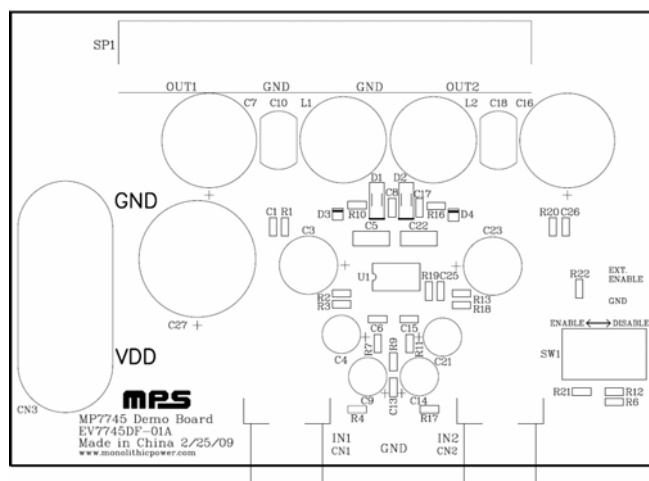 SP1
OUT1 GND GND OUT2
C7 C10 L1 L2 C18 C16
D1 D2
C8 C17
D3 R10 R16 D4
C1 R1 C3 C5 C22 C23 R20 C26
U1 R19 C25 R22 EXT.
ENABLE
GND
R2 R13
R3 R18
C27 C6 C15 ENABLE DISABLE
C4 R7 R9 R11 C21 SW1
VDD
GND
C9 C13 C14 R21 R12
R6
CN3 MPS
R4 R17
MP7745 Demo Board
EV7745DF-01A
Made in China 2/25/09
www.monolithicpower.com
IN1 GND IN2
CN1 CN2